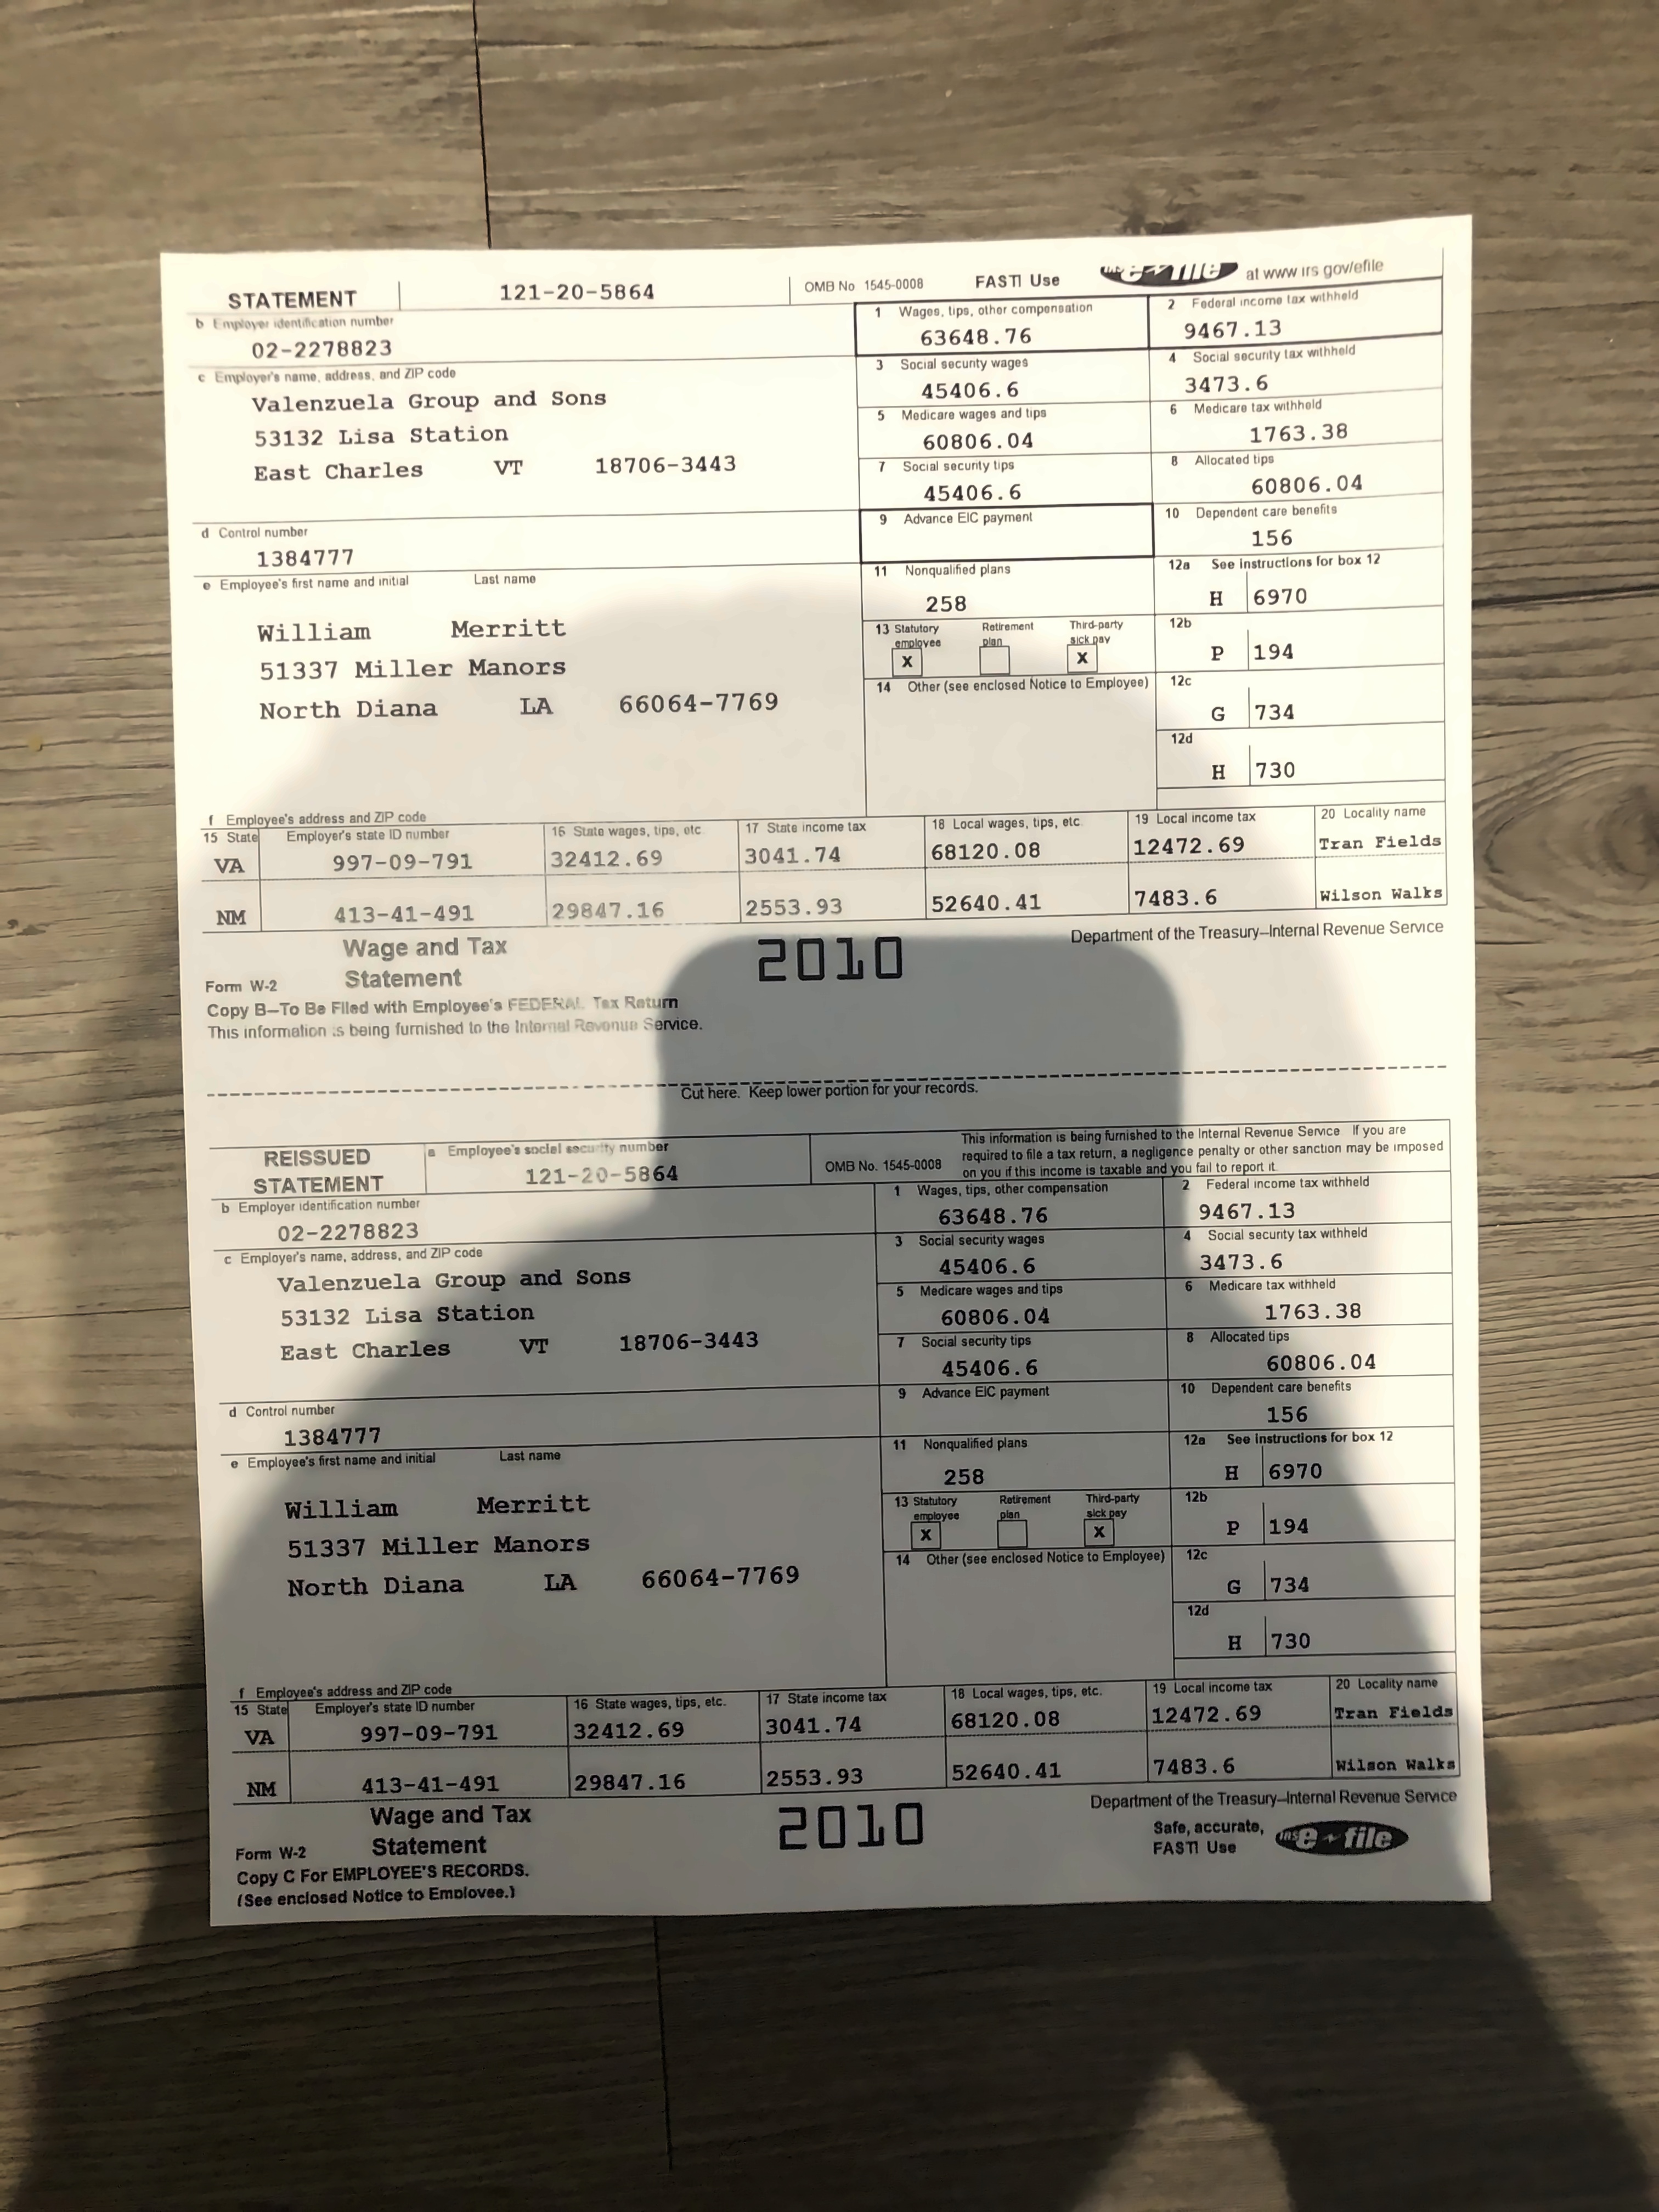 STATEMENT 121-20-5864 OMB No 1545-0008 FAST! Use e-file at www irs gov/efile
b Employer identification number 1 Wages, tips, other compensation 2 Federal income tax withheld
02-2278823 63648.76 9467.13
c Employer's name, address, and ZIP code 3 Social security wages 4 Social security tax withheld
Valenzuela Group and Sons 45406.6 3473.6
53132 Lisa Station 5 Medicare wages and tips 6 Medicare tax withheld
60806.04 1763.38
East Charles VT 18706-3443 7 Social security tips 8 Allocated tips
45406.6 60806.04
d Control number 9 Advance EIC payment 10 Dependent care benefits
1384777 156
e Employee's first name and initial Last name 11 Nonqualified plans 12a See instructions for box 12
258 H 6970
William Merritt 13 Statutory employee Retirement plan Third-party sick pay 12b
51337 Miller Manors X X P 194
North Diana LA 66064-7769 14 Other (see enclosed Notice to Employee) 12c
G 734
12d
H 730
f Employee's address and ZIP code
15 State Employer's state ID number 16 State wages, tips, etc 17 State income tax 18 Local wages, tips, etc 19 Local income tax 20 Locality name
VA 997-09-791 32412.69 3041.74 68120.08 12472.69 Tran Fields
NM 413-41-491 29847.16 2553.93 52640.41 7483.6 Wilson Walks
Wage and Tax 2010 Department of the Treasury–Internal Revenue Service
Form W-2 Statement
Copy B–To Be Filed with Employee's FEDERAL Tax Return
This information is being furnished to the Internal Revenue Service.
Cut here. Keep lower portion for your records.
REISSUED a Employee's social security number This information is being furnished to the Internal Revenue Service If you are
STATEMENT 121-20-5864 OMB No. 1545-0008 required to file a tax return, a negligence penalty or other sanction may be imposed
on you if this income is taxable and you fail to report it
b Employer identification number 1 Wages, tips, other compensation 2 Federal income tax withheld
02-2278823 63648.76 9467.13
c Employer's name, address, and ZIP code 3 Social security wages 4 Social security tax withheld
Valenzuela Group and Sons 45406.6 3473.6
53132 Lisa Station 5 Medicare wages and tips 6 Medicare tax withheld
60806.04 1763.38
East Charles VT 18706-3443 7 Social security tips 8 Allocated tips
45406.6 60806.04
d Control number 9 Advance EIC payment 10 Dependent care benefits
1384777 156
e Employee's first name and initial Last name 11 Nonqualified plans 12a See instructions for box 12
258 H 6970
William Merritt 13 Statutory employee Retirement plan Third-party sick pay 12b
51337 Miller Manors X X P 194
North Diana LA 66064-7769 14 Other (see enclosed Notice to Employee) 12c
G 734
12d
H 730
f Employee's address and ZIP code
15 State Employer's state ID number 16 State wages, tips, etc. 17 State income tax 18 Local wages, tips, etc. 19 Local income tax 20 Locality name
VA 997-09-791 32412.69 3041.74 68120.08 12472.69 Tran Fields
NM 413-41-491 29847.16 2553.93 52640.41 7483.6 Wilson Walks
Wage and Tax 2010 Department of the Treasury–Internal Revenue Service
Form W-2 Statement Safe, accurate, FAST! Use IRS e-file
Copy C For EMPLOYEE'S RECORDS.
(See enclosed Notice to Employee.)